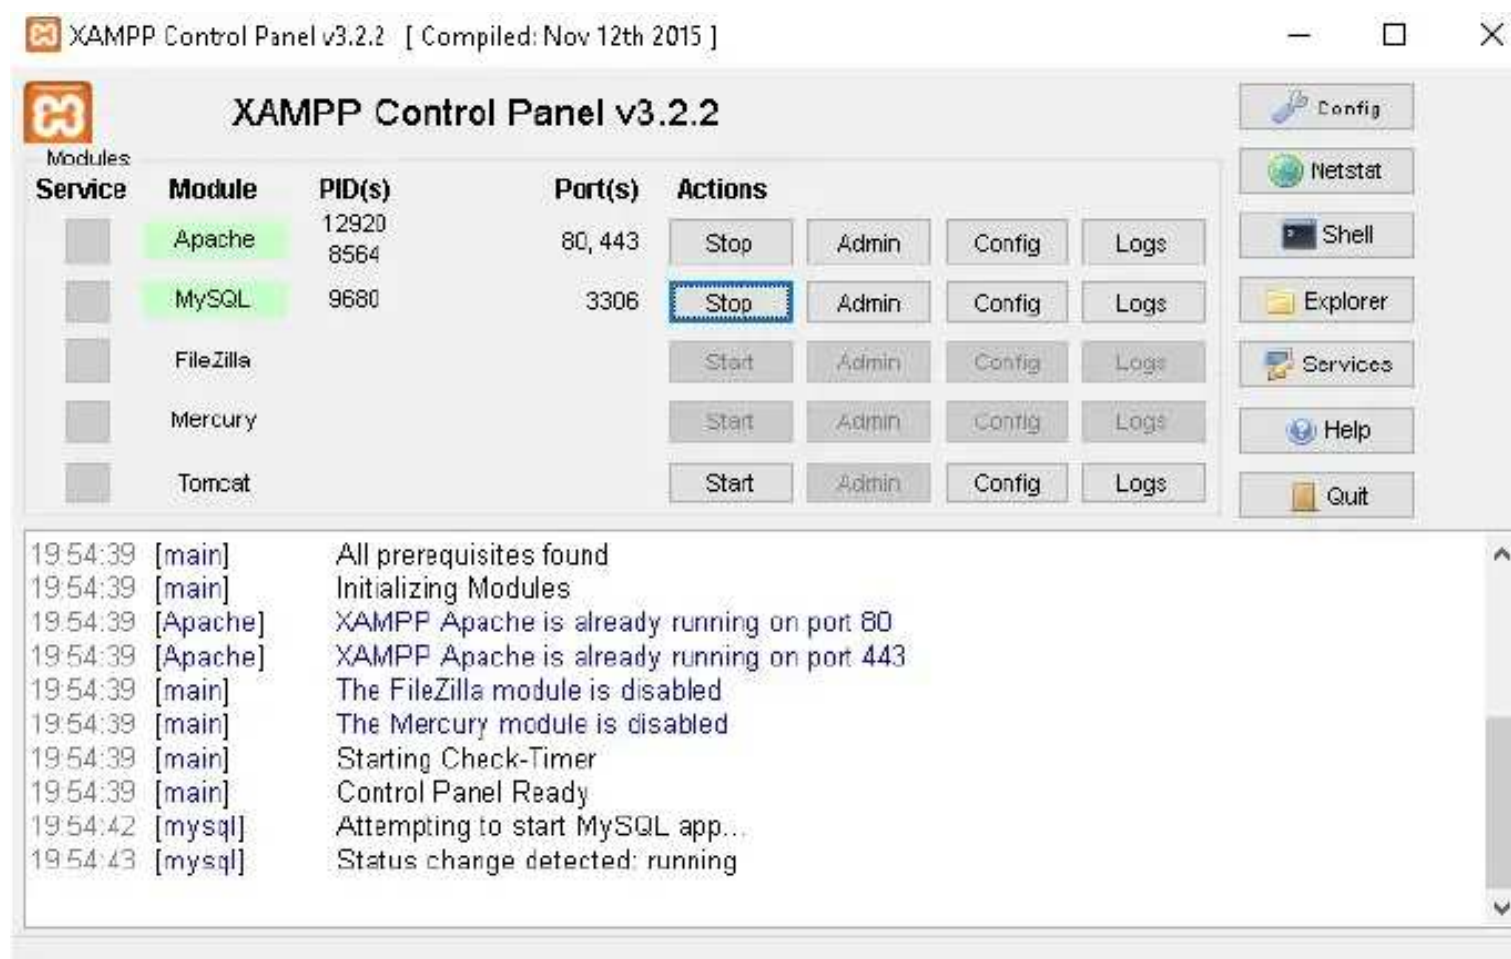 XAMPP Control Panel v3.2.2 [ Compiled: Nov 12th 2015 ]
XAMPP Control Panel v3.2.2
Config
Netstat
Shell
Explorer
Services
Help
Quit
Modules
Service Module PID(s) Port(s) Actions
Apache 12920 8564 80, 443 Stop Admin Config Logs
MySQL 9680 3306 Stop Admin Config Logs
FileZilla Start Admin Config Logs
Mercury Start Admin Config Logs
Tomcat Start Admin Config Logs
19:54:39 [main] All prerequisites found
19:54:39 [main] Initializing Modules
19:54:39 [Apache] XAMPP Apache is already running on port 80
19:54:39 [Apache] XAMPP Apache is already running on port 443
19:54:39 [main] The FileZilla module is disabled
19:54:39 [main] The Mercury module is disabled
19:54:39 [main] Starting Check-Timer
19:54:39 [main] Control Panel Ready
19:54:42 [mysql] Attempting to start MySQL app...
19:54:43 [mysql] Status change detected: running